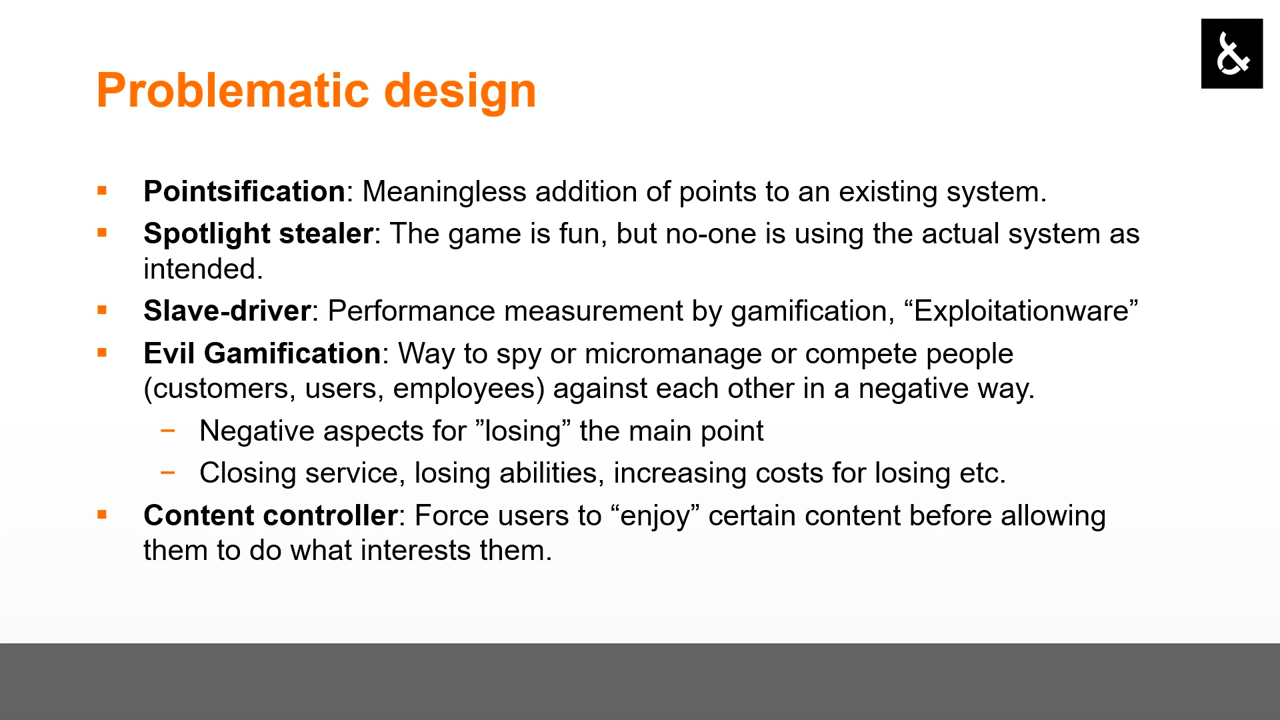 &
Problematic design
▪ Pointsification: Meaningless addition of points to an existing system.
▪ Spotlight stealer: The game is fun, but no-one is using the actual system as
intended.
▪ Slave-driver: Performance measurement by gamification, “Exploitationware”
▪ Evil Gamification: Way to spy or micromanage or compete people
(customers, users, employees) against each other in a negative way.
− Negative aspects for ”losing” the main point
− Closing service, losing abilities, increasing costs for losing etc.
▪ Content controller: Force users to “enjoy” certain content before allowing
them to do what interests them.